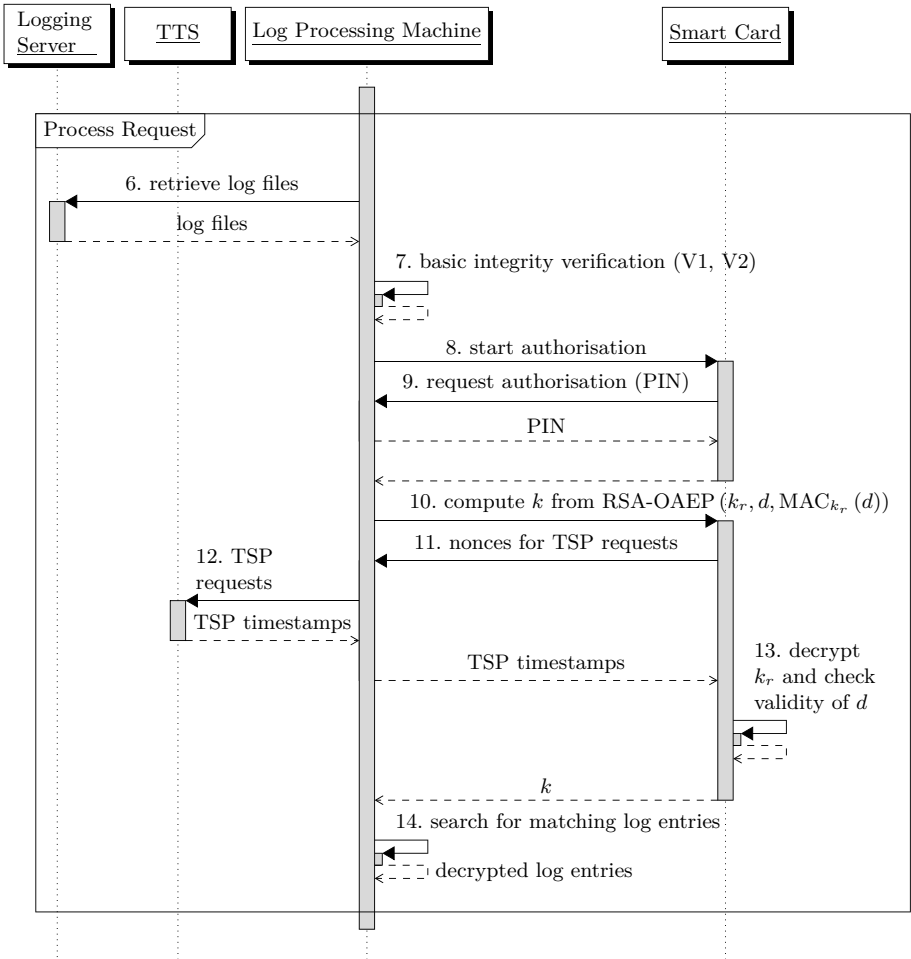 Logging
Server
TTS
Log Processing Machine
Smart Card
Process Request
6. retrieve log files
log files
7. basic integrity verification (V1, V2)
8. start authorisation
9. request authorisation (PIN)
PIN
10. compute k from RSA-OAEP (k_r, d, MAC_{k_r} (d))
11. nonces for TSP requests
12. TSP
requests
TSP timestamps
TSP timestamps
13. decrypt
k_r and check
validity of d
k
14. search for matching log entries
decrypted log entries